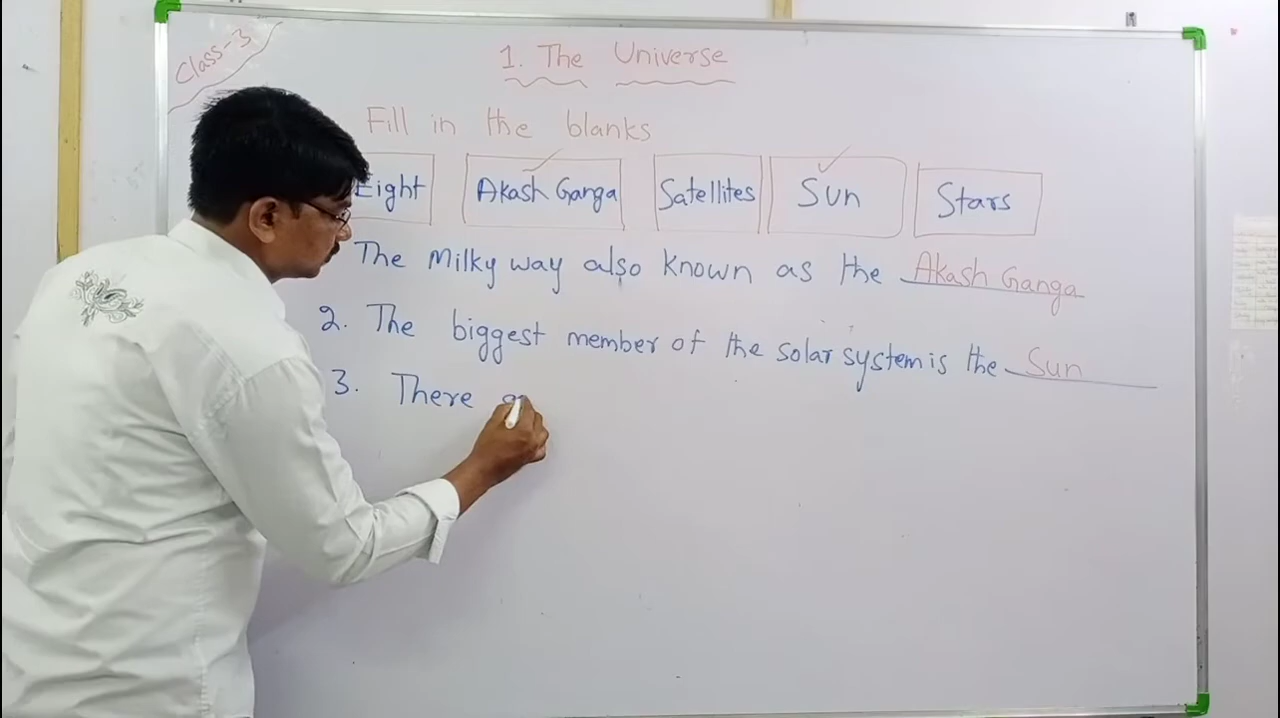 Class-3
1. The Universe
Fill in the blanks
Eight Akash Ganga Satellites Sun Stars
The Milky way also known as the Akash Ganga
2. The biggest member of the solar system is the Sun
3. There